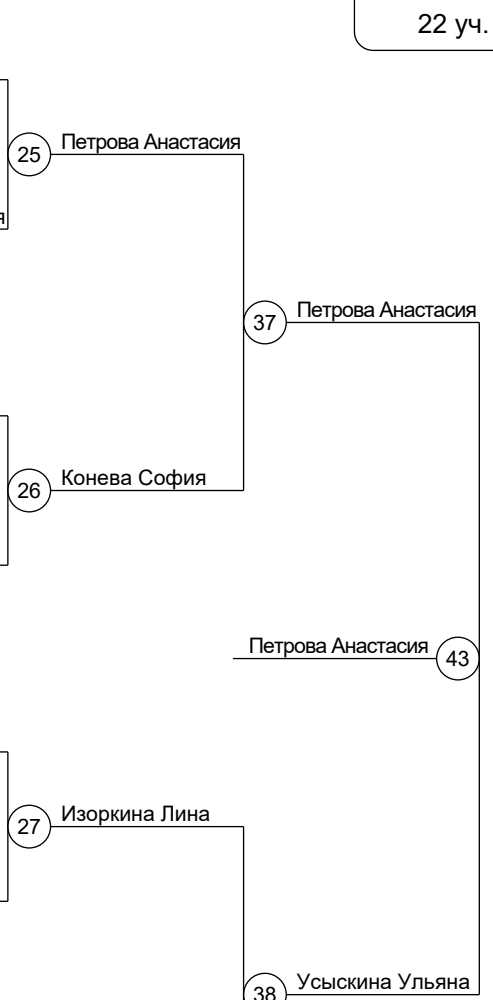 22 уч.
25 Петрова Анастасия
я
37 Петрова Анастасия
26 Конева София
Петрова Анастасия 43
27 Изоркина Лина
38 Усыскина Ульяна